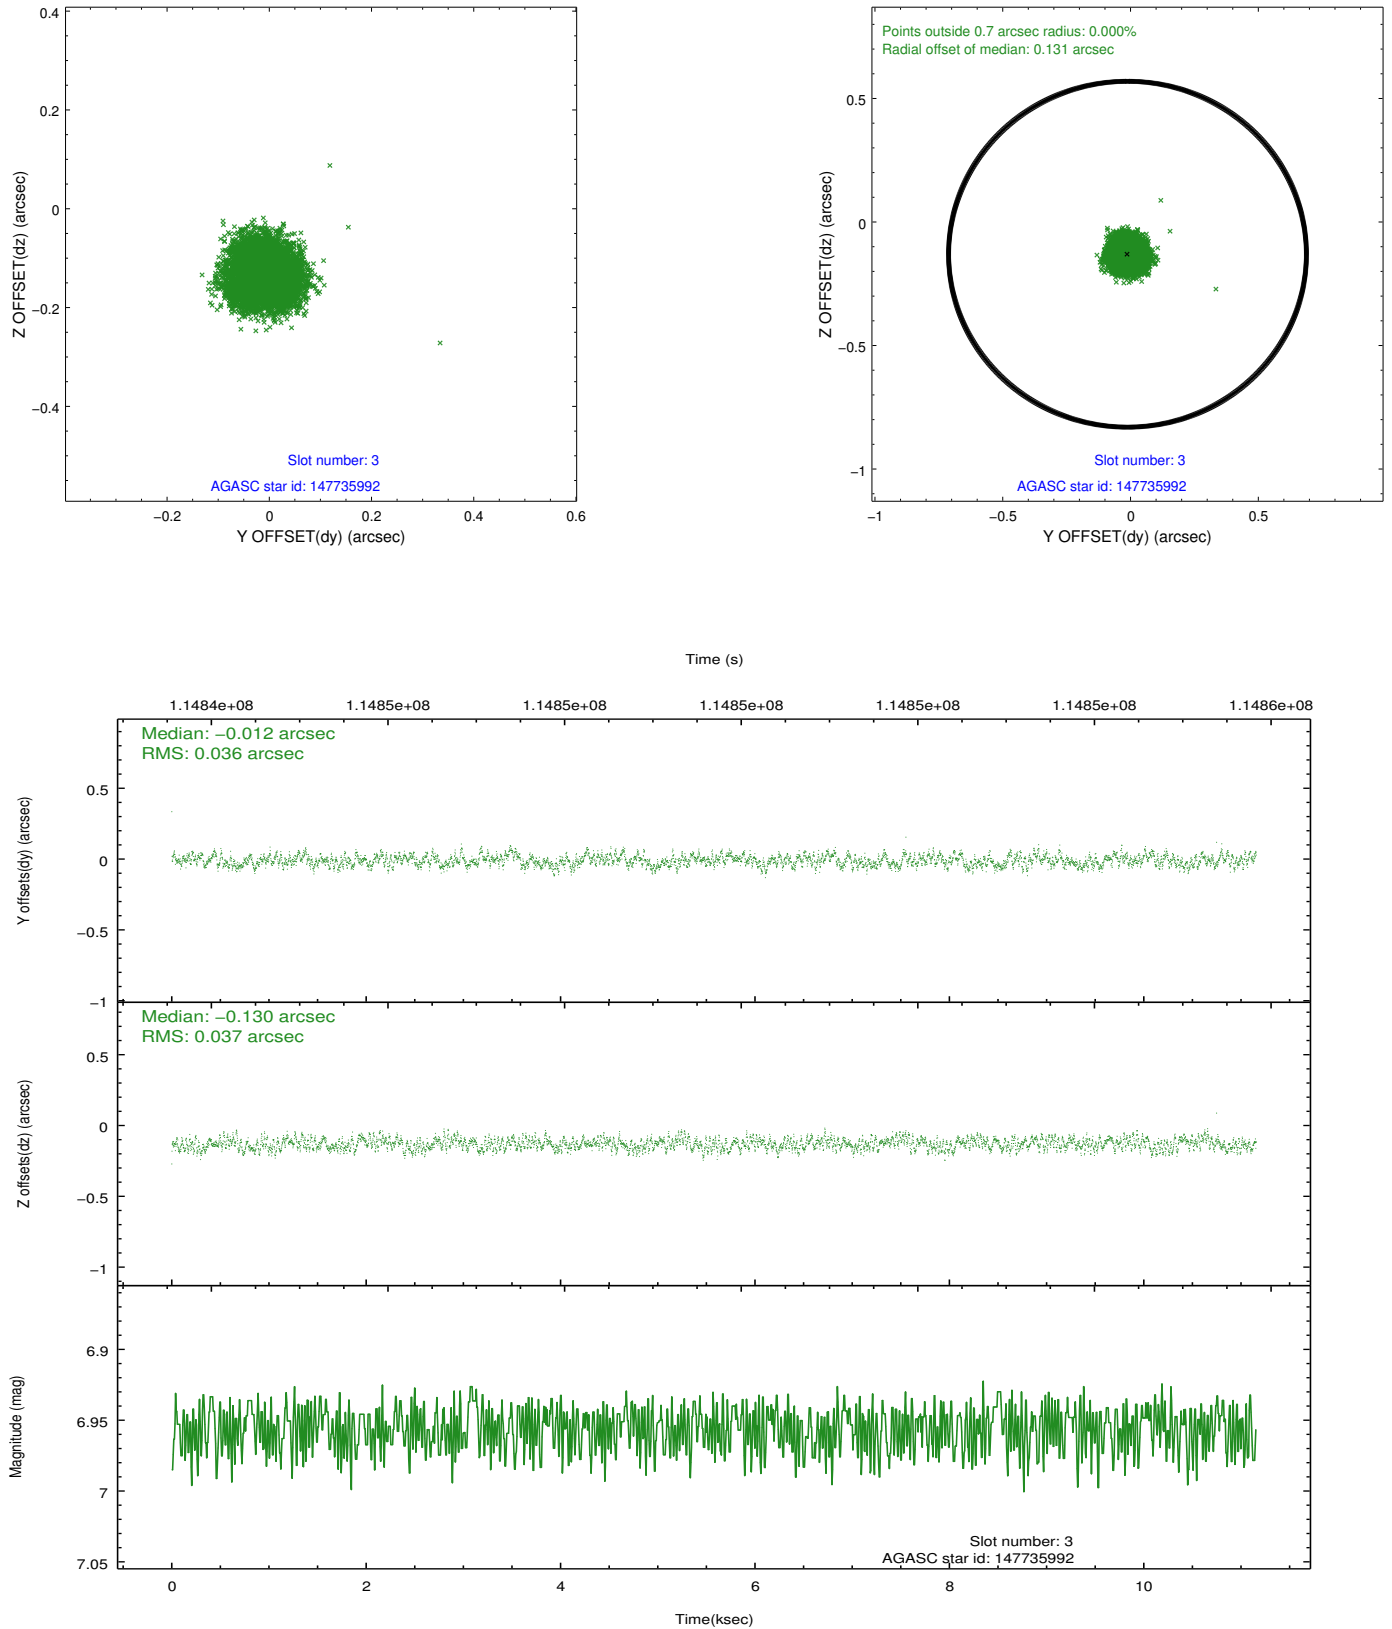 0.4
0.2
0
−0.2
−0.4
Z OFFSET(dz) (arcsec)
Slot number: 3
AGASC star id: 147735992
−0.2 0 0.2 0.4 0.6
Y OFFSET(dy) (arcsec)
Points outside 0.7 arcsec radius: 0.000%
Radial offset of median: 0.131 arcsec
0.5
0
−0.5
−1
Z OFFSET(dz) (arcsec)
Slot number: 3
AGASC star id: 147735992
−1 −0.5 0 0.5
Y OFFSET(dy) (arcsec)
Time (s)
1.1484e+08 1.1485e+08 1.1485e+08 1.1485e+08 1.1485e+08 1.1485e+08 1.1486e+08
Median: −0.012 arcsec
RMS: 0.036 arcsec
0.5
0
−0.5
−1
Y offsets(dy) (arcsec)
Median: −0.130 arcsec
RMS: 0.037 arcsec
0.5
0
−0.5
−1
Z offsets(dz) (arcsec)
6.9
6.95
7
7.05
Magnitude (mag)
Slot number: 3
AGASC star id: 147735992
0 2 4 6 8 10
Time(ksec)